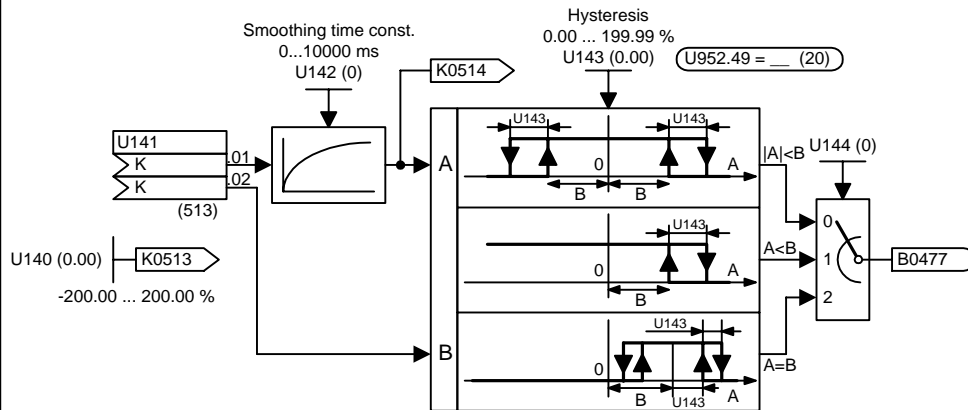 Smoothing time const.
0...10000 ms
U142 (0)
Hysteresis
0.00 ... 199.99 %
U143 (0.00)
U952.49 = __ (20)
K0514
U141
K
.01
K
.02
(513)
U140 (0.00)
K0513
-200.00 ... 200.00 %
A
B
U143
U143
0
A
B
B
|A|<B
U143
0
A
B
A<B
U143
0
B
U143
A
A=B
U144 (0)
0
1
2
B0477